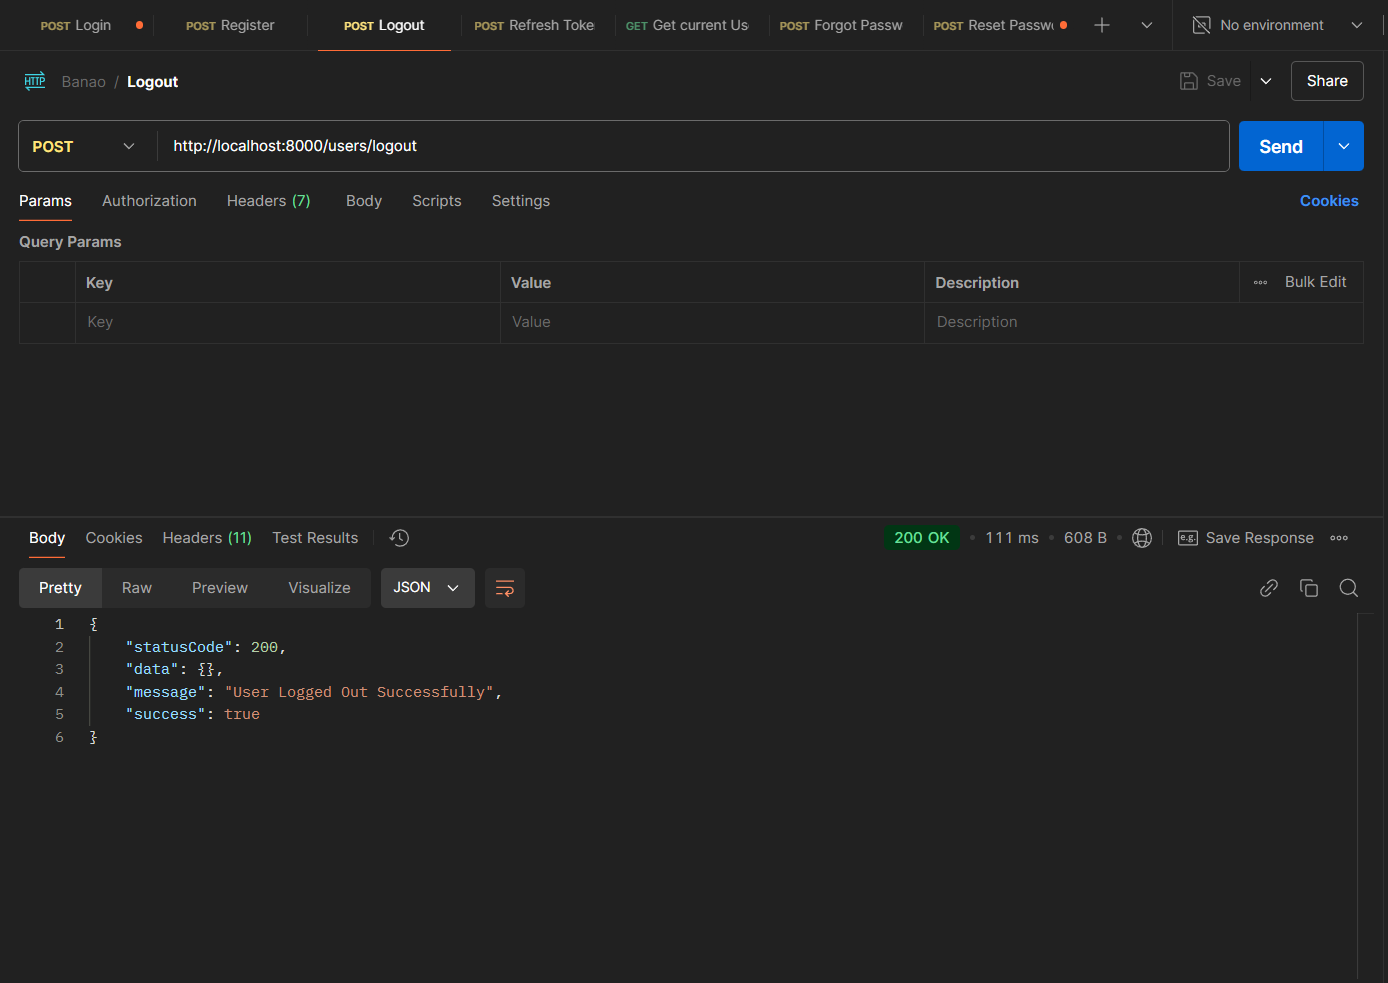 POST Login POST Register POST Logout POST Refresh Toke GET Get current Us POST Forgot Passw POST Reset Passw No environment
HTTP Banao / Logout Save Share
POST http://localhost:8000/users/logout Send
Params Authorization Headers (7) Body Scripts Settings Cookies
Query Params
Key Value Description Bulk Edit
Key Value Description
Body Cookies Headers (11) Test Results 200 OK 111 ms 608 B e.g. Save Response
Pretty Raw Preview Visualize JSON
1 {
2 "statusCode": 200,
3 "data": {},
4 "message": "User Logged Out Successfully",
5 "success": true
6 }